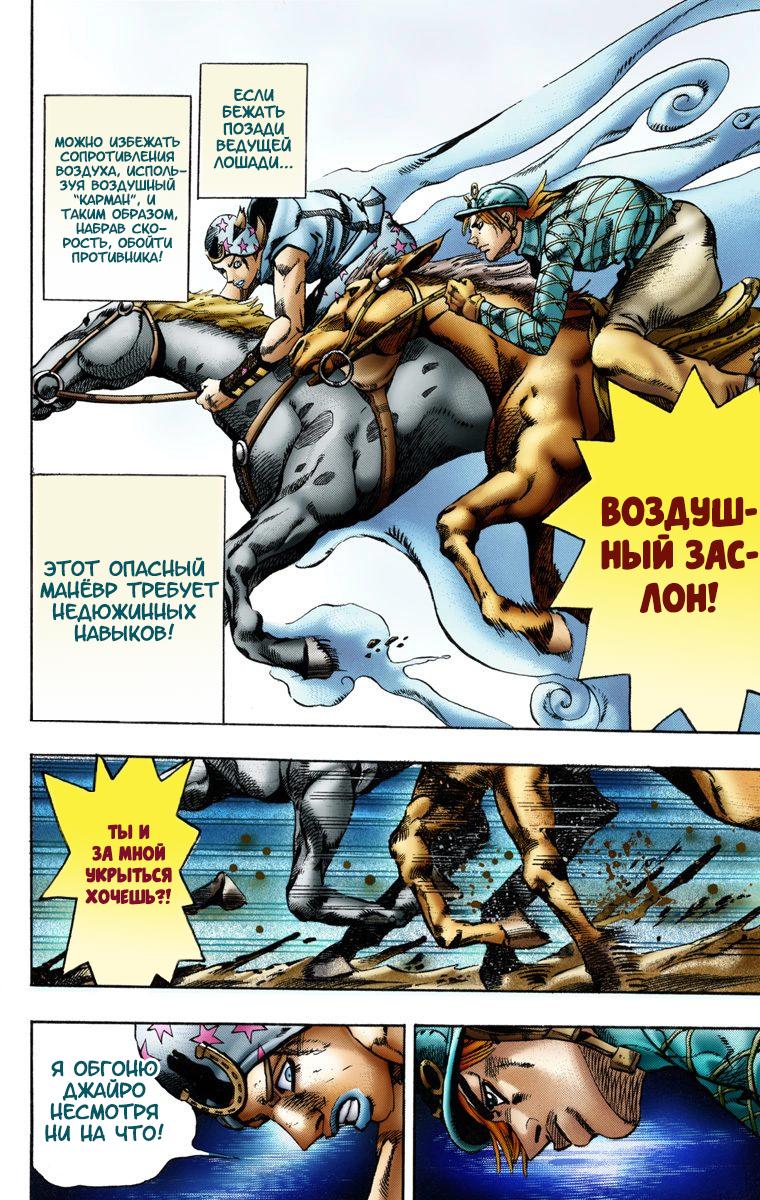 ЕСЛИ
БЕЖАТЬ
ПОЗАДИ
ВЕДУЩЕЙ
ЛОШАДИ...
МОЖНО ИЗБЕЖАТЬ
СОПРОТИВЛЕНИЯ
ВОЗДУХА, ИСПОЛЬ-
ЗУЯ ВОЗДУШНЫЙ
"КАРМАН", И
ТАКИМ ОБРАЗОМ,
НАБРАВ СКО-
РОСТЬ, ОБОЙТИ
ПРОТИВНИКА!
ВОЗДУШ-
НЫЙ ЗАС-
ЛОН!
ЭТОТ ОПАСНЫЙ
МАНЁВР ТРЕБУЕТ
НЕДЮЖИННЫХ
НАВЫКОВ!
ТЫ И
ЗА МНОЙ
УКРЫТЬСЯ
ХОЧЕШЬ?!
Я ОБГОНЮ
ДЖАЙРО
НЕСМОТРЯ
НИ НА ЧТО!